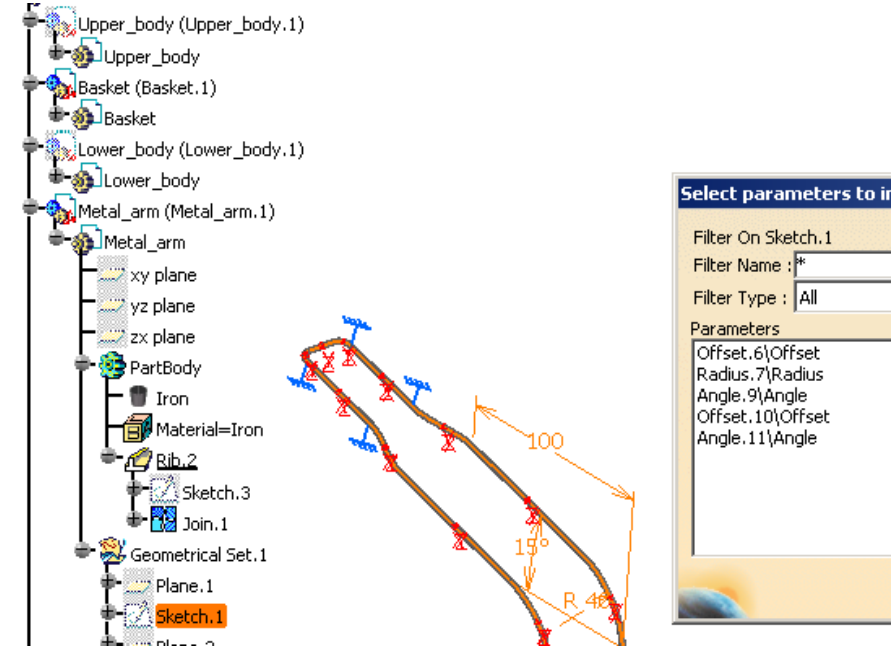 Upper_body (Upper_body.1)
Upper_body
Basket (Basket.1)
Basket
Lower_body (Lower_body.1)
Lower_body
Metal_arm (Metal_arm.1)
Metal_arm
xy plane
yz plane
zx plane
PartBody
Iron
Material=Iron
Rib.2
Sketch.3
Join.1
Geometrical Set.1
Plane.1
Sketch.1
100
15°
R
Select parameters to
Filter On Sketch.1
Filter Name : *
Filter Type : All
Parameters
Offset.6\Offset
Radius.7\Radius
Angle.9\Angle
Offset.10\Offset
Angle.11\Angle